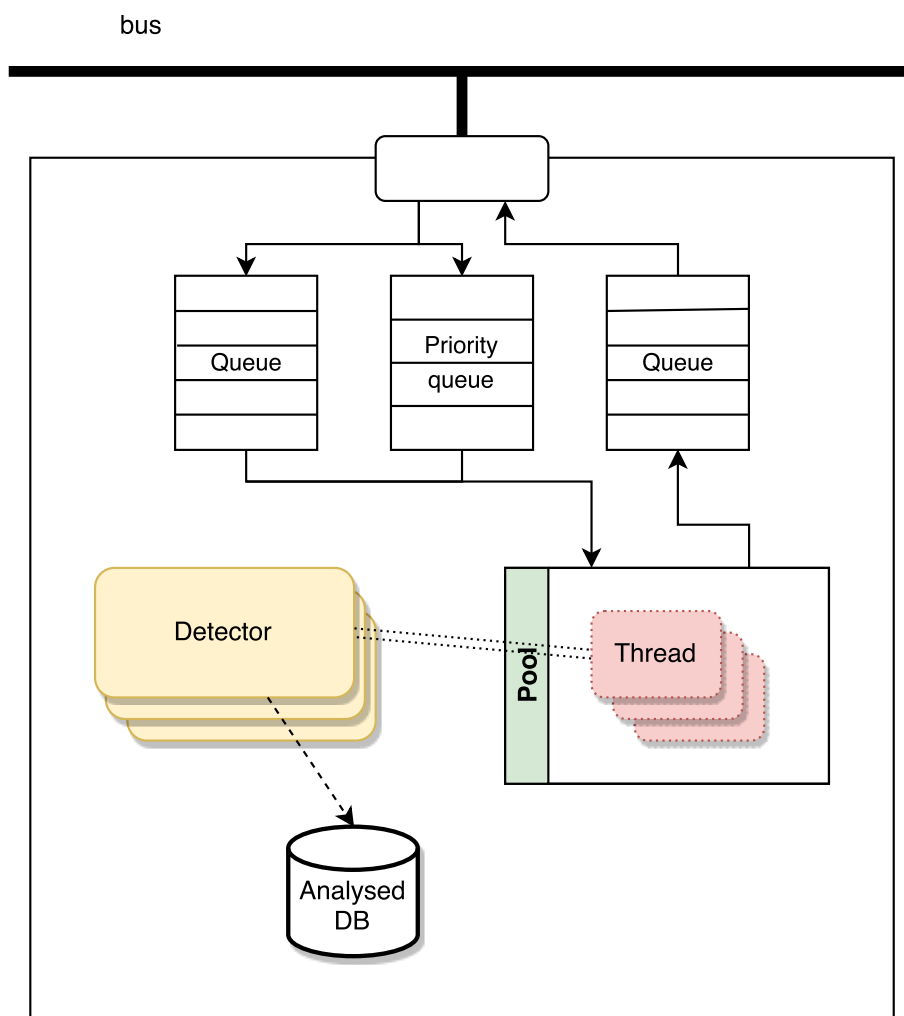 bus
Queue
Priority
queue
Queue
Detector
Pool
Thread
Analysed
DB